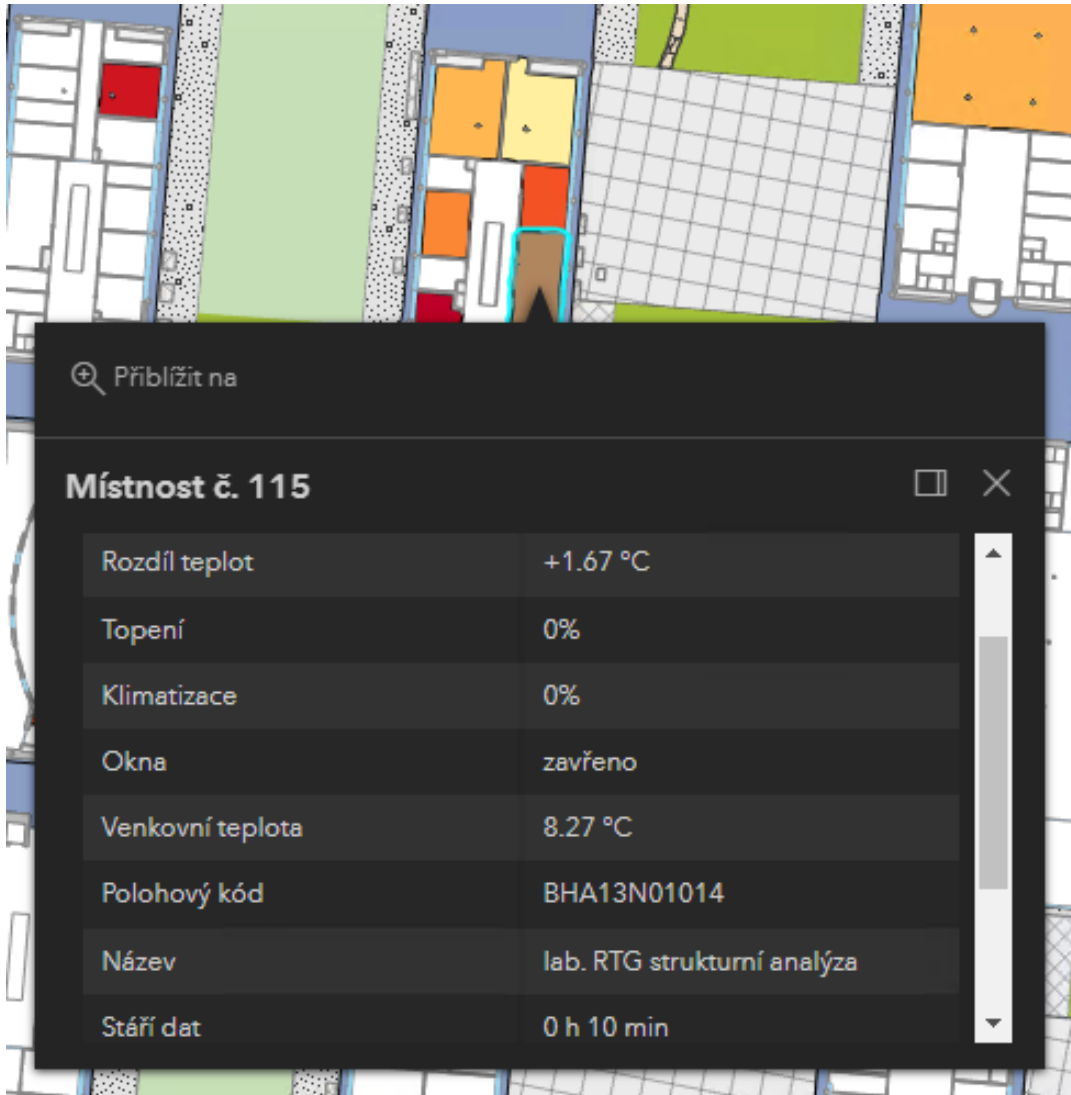 Přiblížit na
Místnost č. 115
Rozdíl teplot +1.67 °C
Topení 0%
Klimatizace 0%
Okna zavřeno
Venkovní teplota 8.27 °C
Polohový kód BHA13N01014
Název lab. RTG strukturní analýza
Stáří dat 0 h 10 min